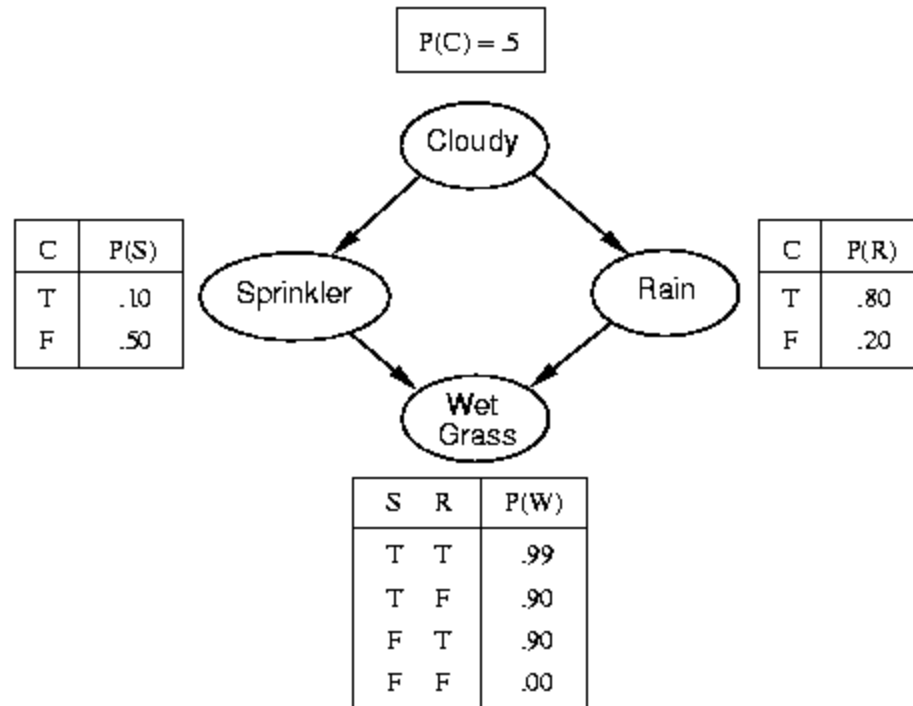 P(C) = .5
Cloudy
C P(S)
T .10
F .50
Sprinkler
Rain
C P(R)
T .80
F .20
Wet
Grass
S R P(W)
T T .99
T F .90
F T .90
F F .00